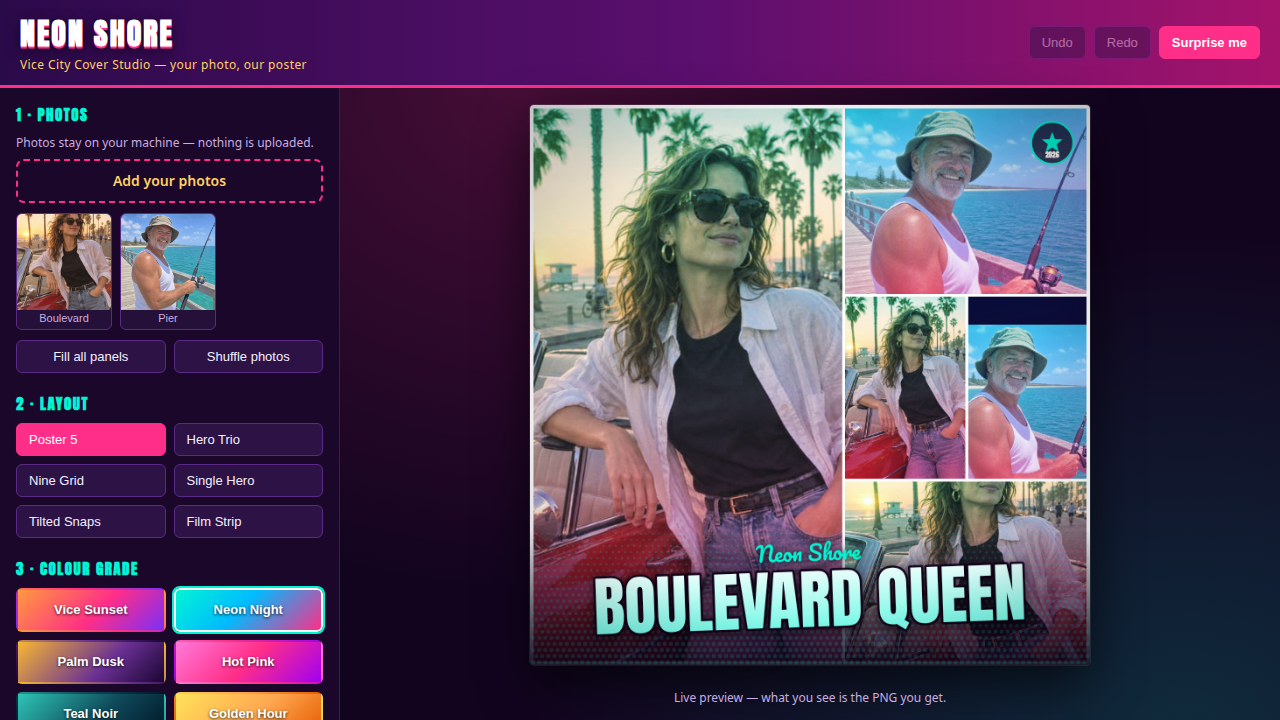 NEON SHORE
Vice City Cover Studio — your photo, our poster
Undo
Redo
Surprise me
1 · PHOTOS
Photos stay on your machine — nothing is uploaded.
Add your photos
Boulevard
Pier
Fill all panels
Shuffle photos
2 · LAYOUT
Poster 5
Hero Trio
Nine Grid
Single Hero
Tilted Snaps
Film Strip
3 · COLOUR GRADE
Vice Sunset
Neon Night
Palm Dusk
Hot Pink
Teal Noir
Golden Hour
2026
Neon Shore
BOULEVARD QUEEN
Live preview — what you see is the PNG you get.